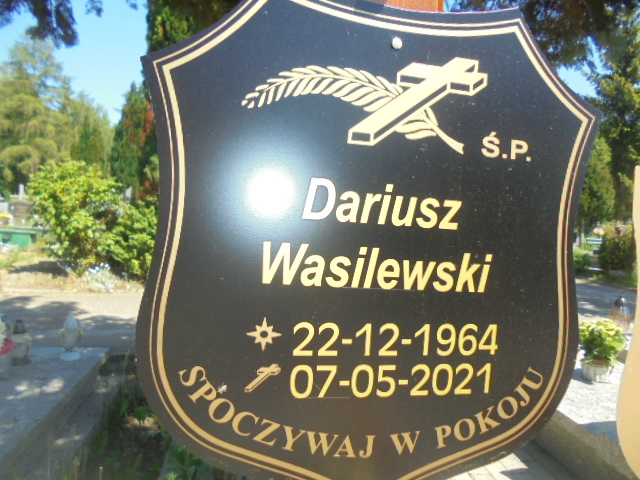 Ś.P.
Dariusz
Wasilewski
22-12-1964
07-05-2021
SPOCZYWAJ W POKOJU